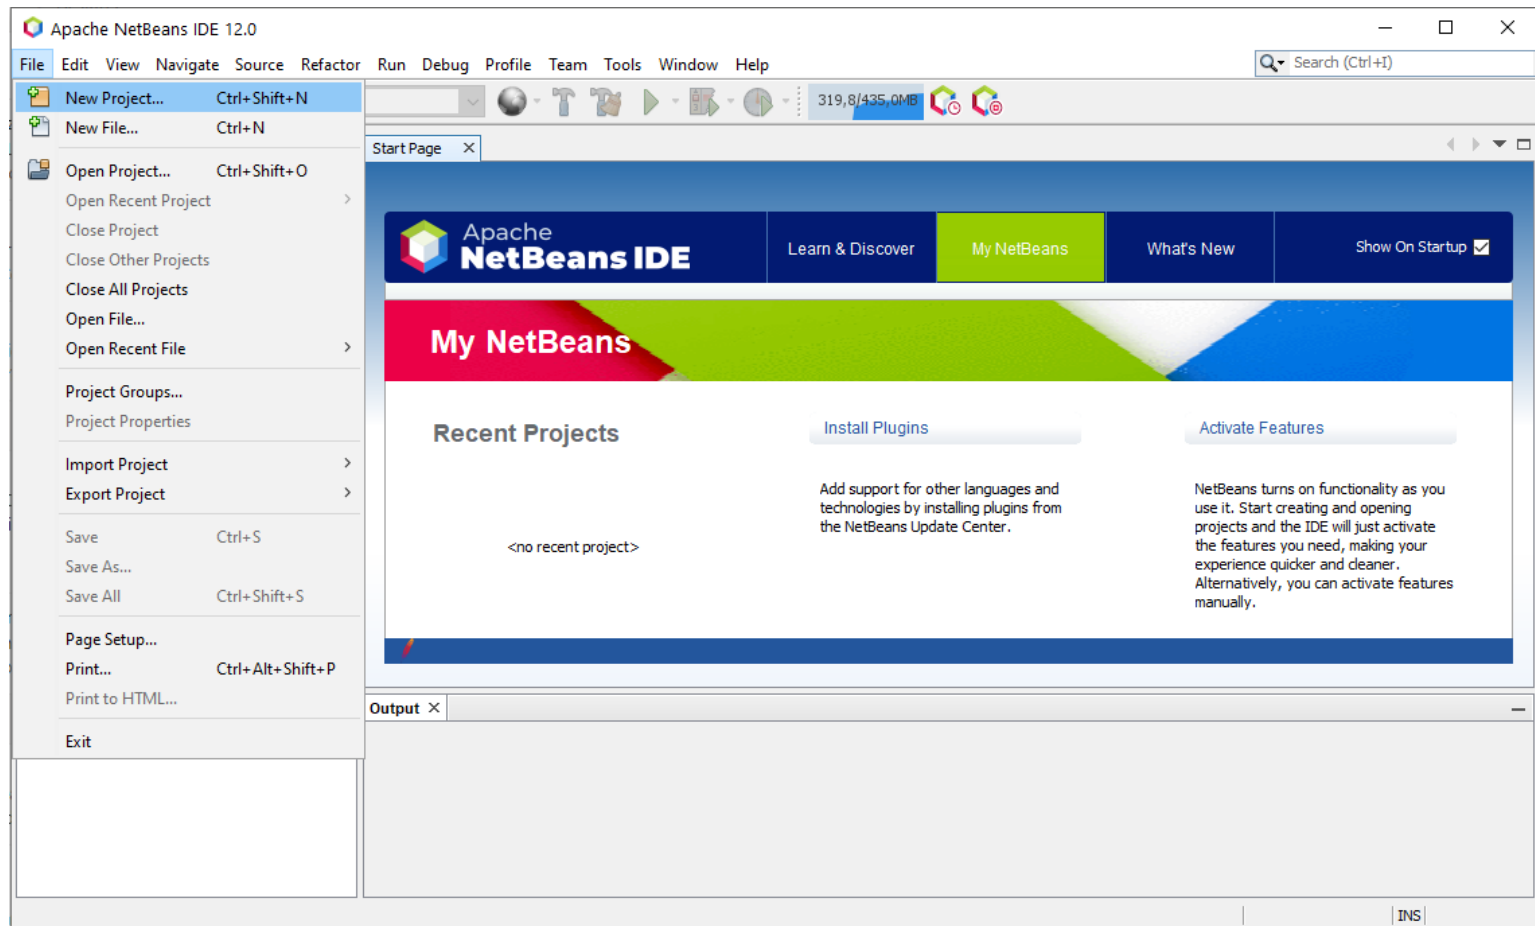 Apache NetBeans IDE 12.0
File Edit View Navigate Source Refactor Run Debug Profile Team Tools Window Help
Search (Ctrl+I)
New Project... Ctrl+Shift+N
New File... Ctrl+N
Open Project... Ctrl+Shift+O
Open Recent Project
Close Project
Close Other Projects
Close All Projects
Open File...
Open Recent File
Project Groups...
Project Properties
Import Project
Export Project
Save Ctrl+S
Save As...
Save All Ctrl+Shift+S
Page Setup...
Print... Ctrl+Alt+Shift+P
Print to HTML...
Exit
319,8/435,0MB
Start Page
Apache
NetBeans IDE
Learn & Discover
My NetBeans
What's New
Show On Startup
My NetBeans
Recent Projects
<no recent project>
Install Plugins
Add support for other languages and
technologies by installing plugins from
the NetBeans Update Center.
Activate Features
NetBeans turns on functionality as you
use it. Start creating and opening
projects and the IDE will just activate
the features you need, making your
experience quicker and cleaner.
Alternatively, you can activate features
manually.
Output
INS